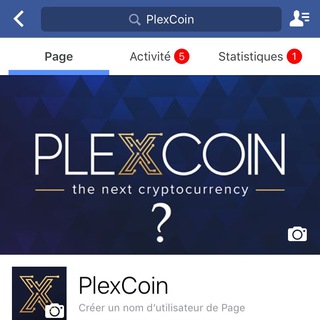 PlexCoin
Page Activité 5 Statistiques 1
PLEXCOIN
the next cryptocurrency
?
PlexCoin
Créer un nom d'utilisateur de Page